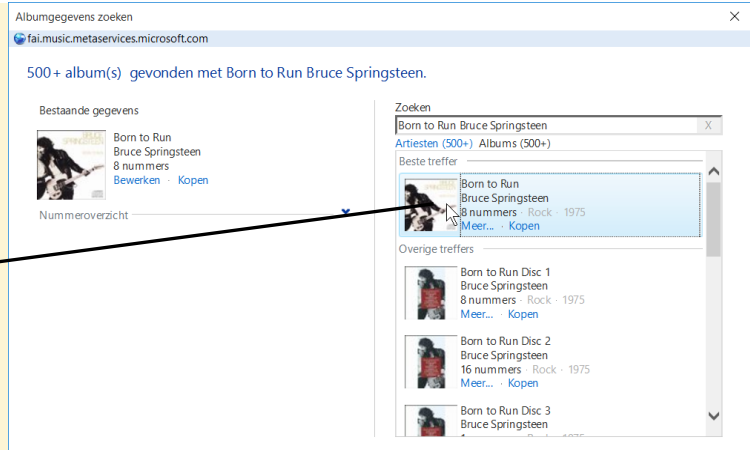 Albumgegevens zoeken
fai.music.metaservices.microsoft.com
500+ album(s) gevonden met Born to Run Bruce Springsteen.
Bestaande gegevens
Born to Run
Bruce Springsteen
8 nummers
Bewerken · Kopen
Nummeroverzicht
Zoeken
Born to Run Bruce Springsteen X
Artiesten (500+) Albums (500+)
Beste treffer
Born to Run
Bruce Springsteen
8 nummers · Rock · 1975
Meer... · Kopen
Overige treffers
Born to Run Disc 1
Bruce Springsteen
8 nummers · Rock · 1975
Meer... · Kopen
Born to Run Disc 2
Bruce Springsteen
16 nummers · Rock · 1975
Meer... · Kopen
Born to Run Disc 3
Bruce Springsteen